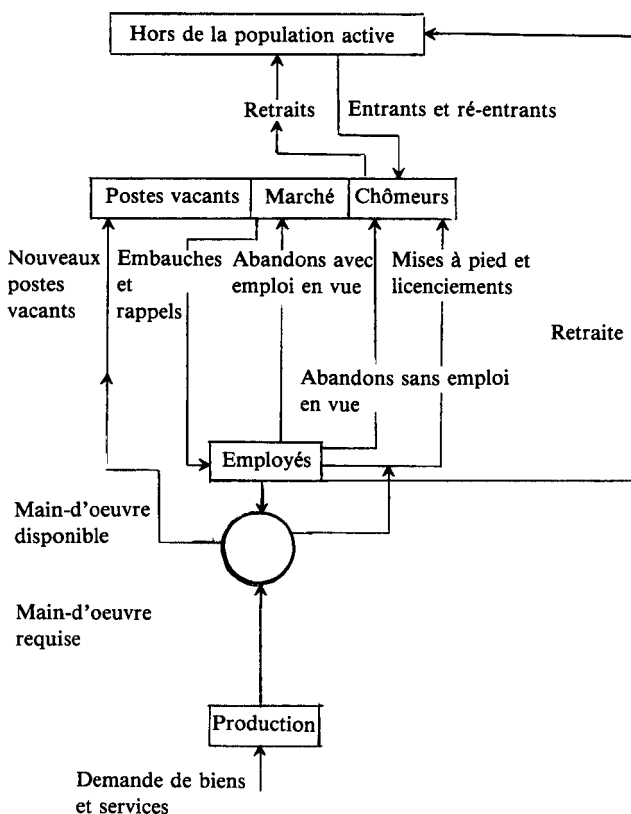 Hors de la population active
Retraits
Entrants et ré-entrants
Postes vacants
Marché
Chômeurs
Nouveaux
postes
vacants
Embauches
et
rappels
Abandons avec
emploi en vue
Mises à pied et
licenciements
Retraite
Abandons sans emploi
en vue
Employés
Main-d'oeuvre
disponible
Main-d'oeuvre
requise
Production
Demande de biens
et services